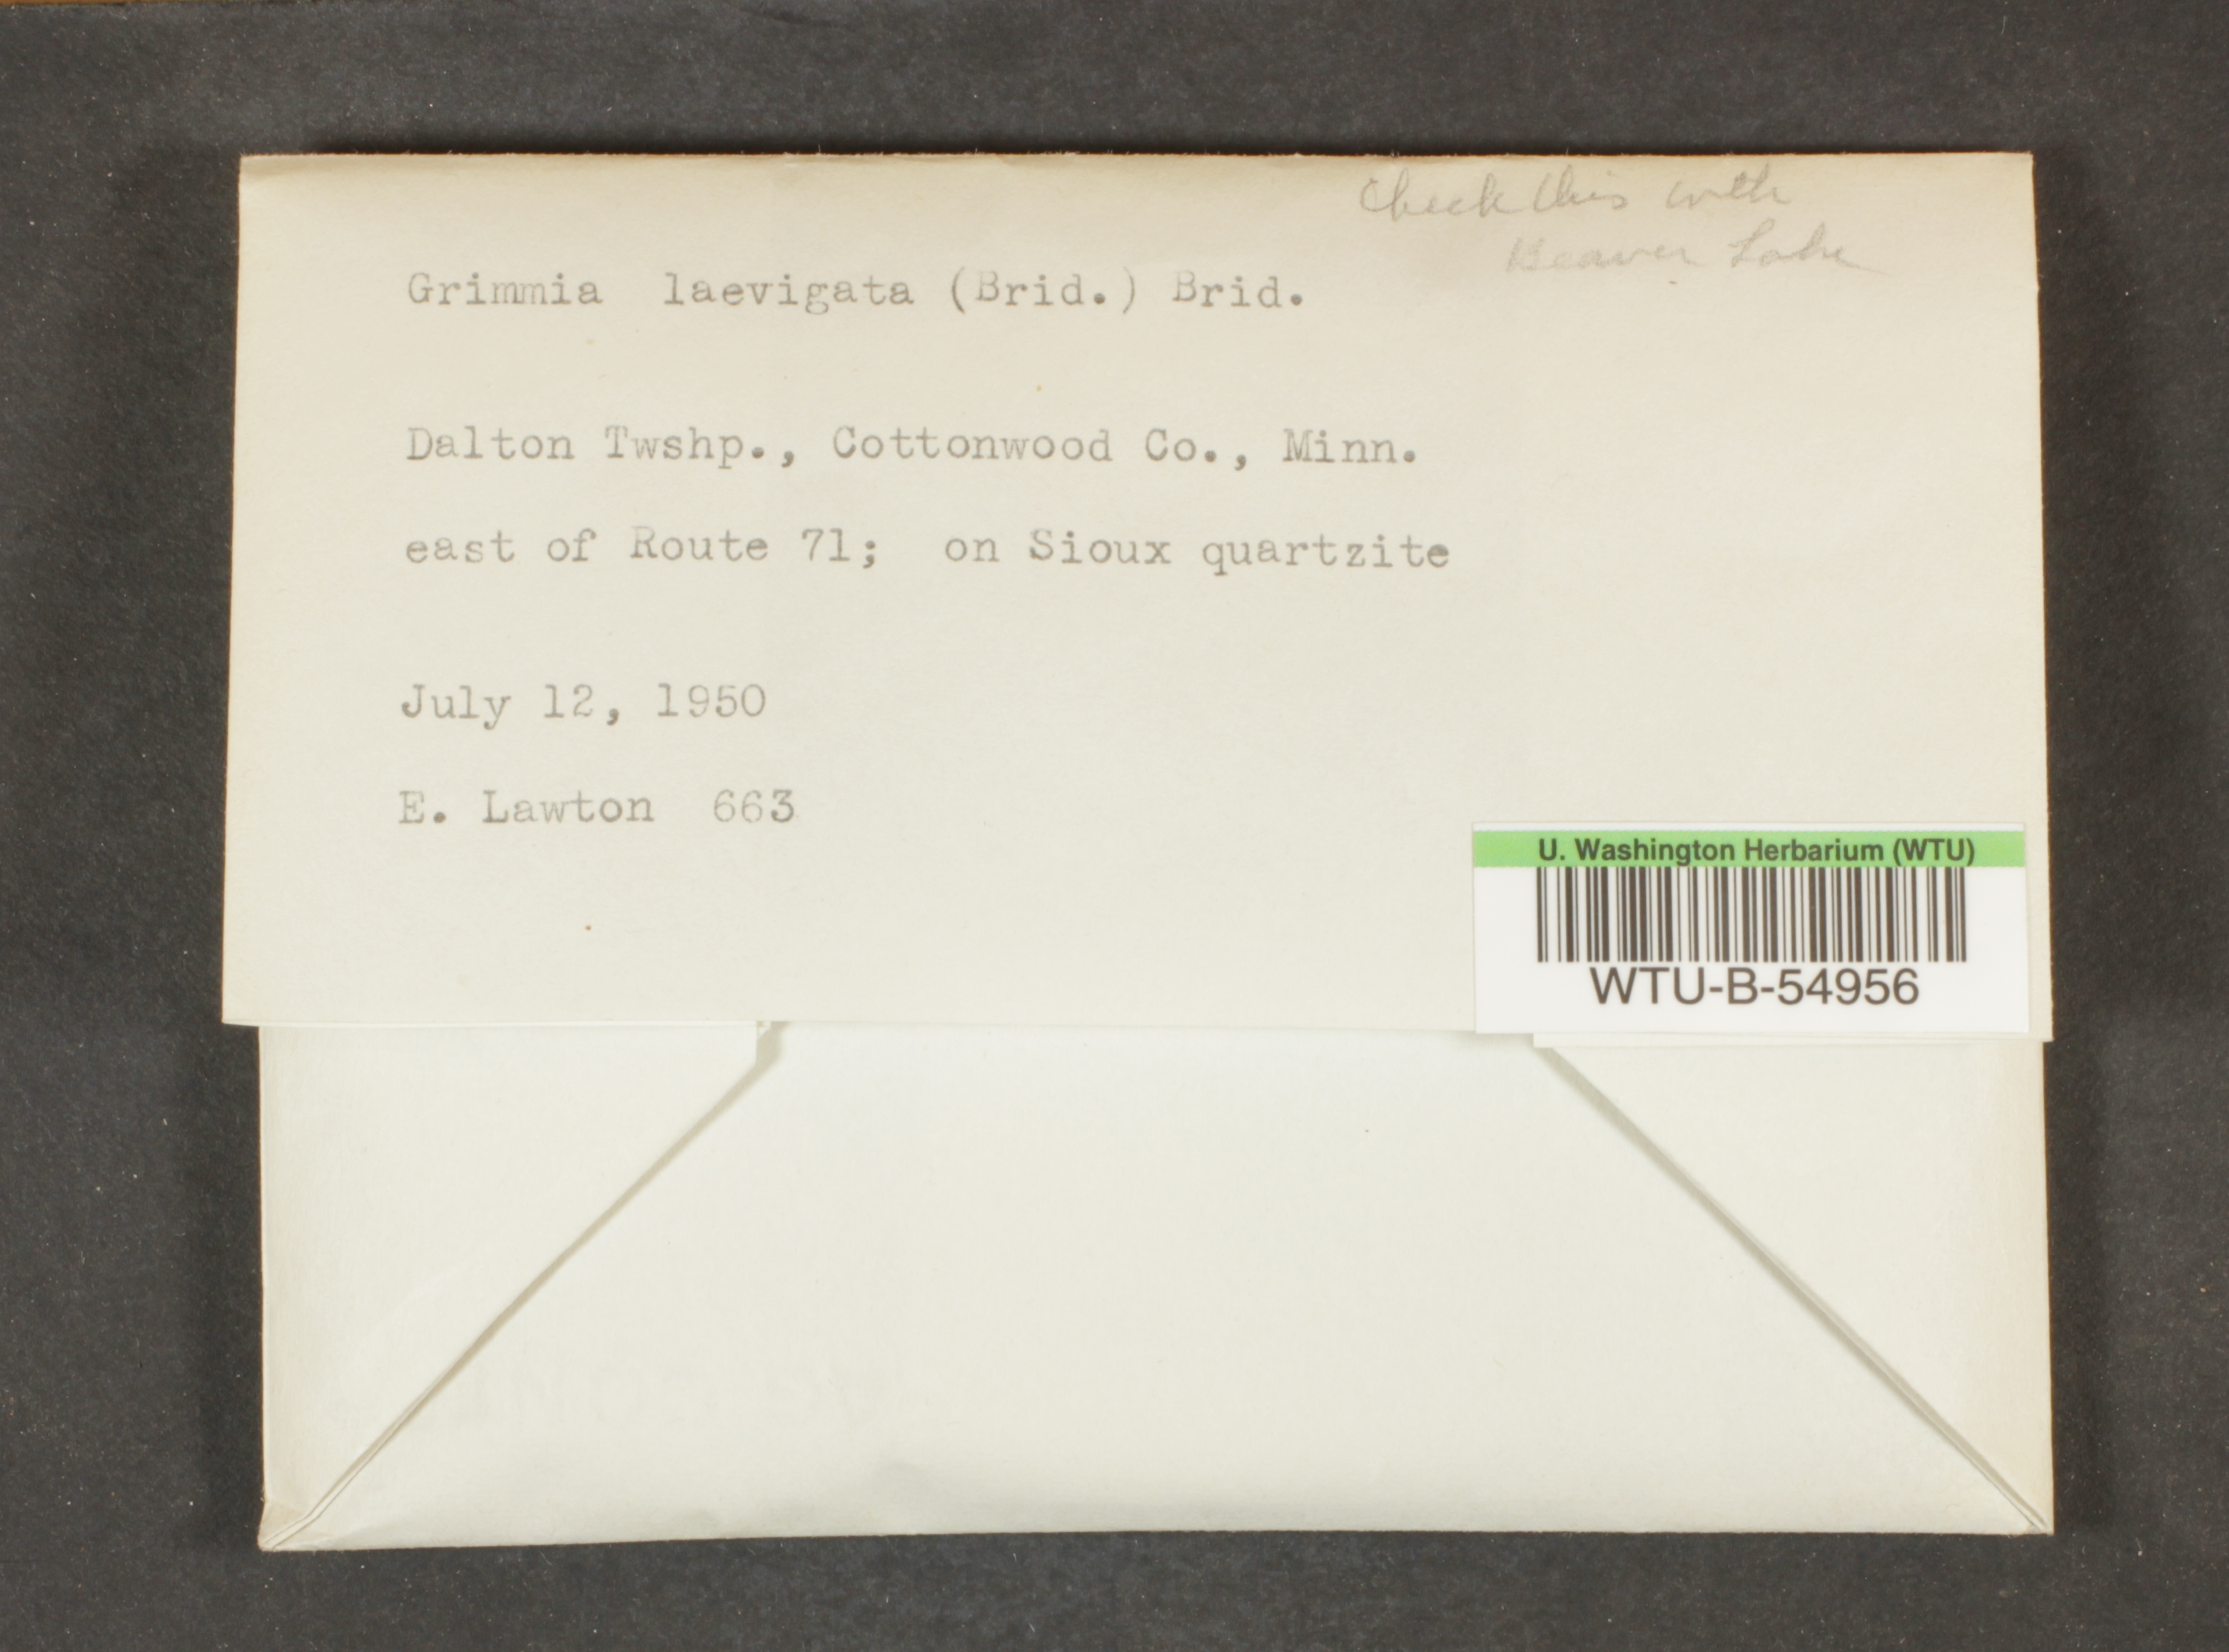 Check this with
Beaver Lake
Grimmia laevigata (Brid.) Brid.
Dalton Twshp., Cottonwood Co., Minn.
east of Route 71; on Sioux quartzite
July 12, 1950
E. Lawton 663
U. Washington Herbarium (WTU)
WTU-B-54956